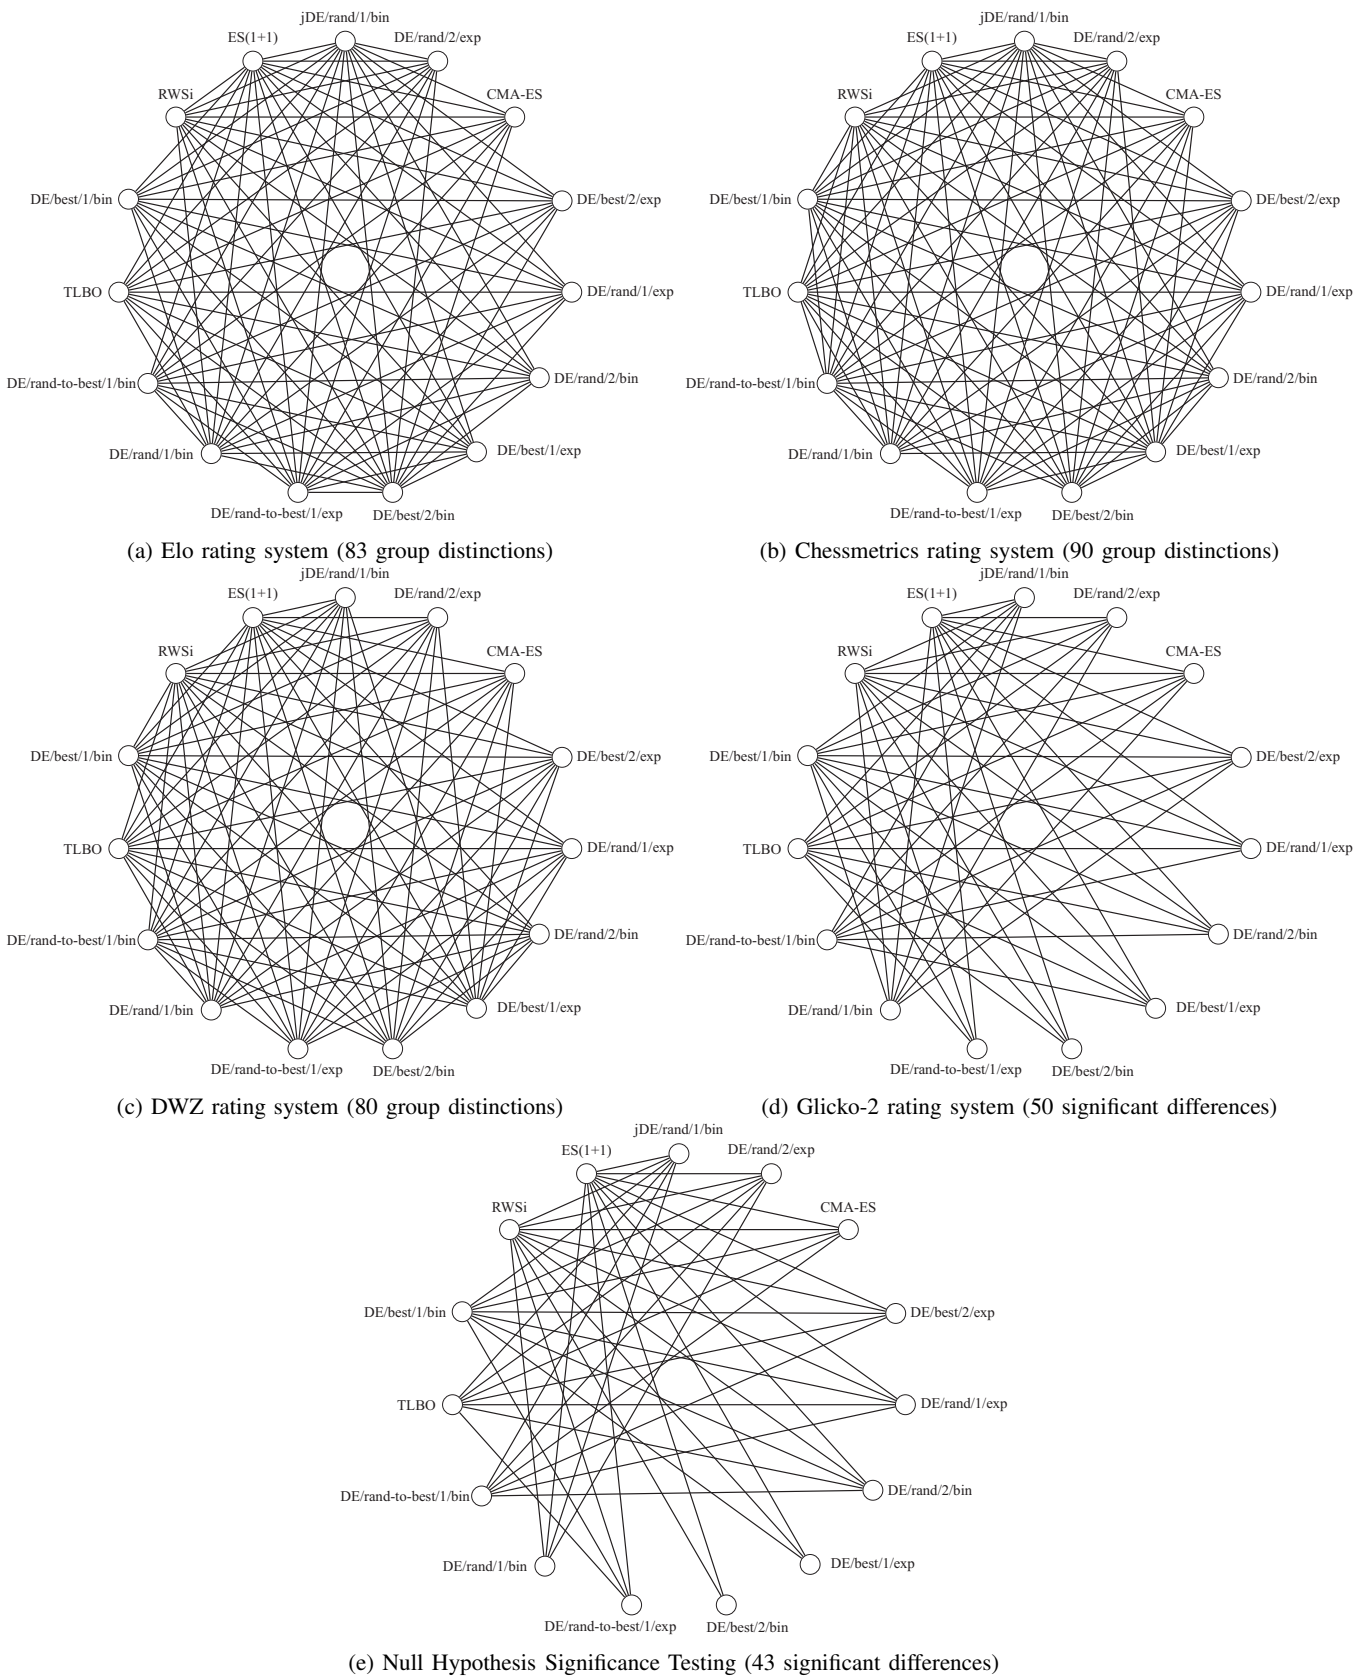 jDE/rand/1/bin
ES(1+1)
DE/rand/2/exp
RWSi
CMA-ES
DE/best/1/bin
DE/best/2/exp
TLBO
DE/rand/1/exp
DE/rand-to-best/1/bin
DE/rand/2/bin
DE/rand/1/bin
DE/best/1/exp
DE/rand-to-best/1/exp
DE/best/2/bin
(a) Elo rating system (83 group distinctions)
jDE/rand/1/bin
ES(1+1)
DE/rand/2/exp
RWSi
CMA-ES
DE/best/1/bin
DE/best/2/exp
TLBO
DE/rand/1/exp
DE/rand-to-best/1/bin
DE/rand/2/bin
DE/rand/1/bin
DE/best/1/exp
DE/rand-to-best/1/exp
DE/best/2/bin
(b) Chessmetrics rating system (90 group distinctions)
jDE/rand/1/bin
ES(1+1)
DE/rand/2/exp
RWSi
CMA-ES
DE/best/1/bin
DE/best/2/exp
TLBO
DE/rand/1/exp
DE/rand-to-best/1/bin
DE/rand/2/bin
DE/rand/1/bin
DE/best/1/exp
DE/rand-to-best/1/exp
DE/best/2/bin
(c) DWZ rating system (80 group distinctions)
jDE/rand/1/bin
ES(1+1)
DE/rand/2/exp
RWSi
CMA-ES
DE/best/1/bin
DE/best/2/exp
TLBO
DE/rand/1/exp
DE/rand-to-best/1/bin
DE/rand/2/bin
DE/rand/1/bin
DE/best/1/exp
DE/rand-to-best/1/exp
DE/best/2/bin
(d) Glicko-2 rating system (50 significant differences)
jDE/rand/1/bin
ES(1+1)
DE/rand/2/exp
RWSi
CMA-ES
DE/best/1/bin
DE/best/2/exp
TLBO
DE/rand/1/exp
DE/rand-to-best/1/bin
DE/rand/2/bin
DE/rand/1/bin
DE/best/1/exp
DE/rand-to-best/1/exp
DE/best/2/bin
(e) Null Hypothesis Significance Testing (43 significant differences)